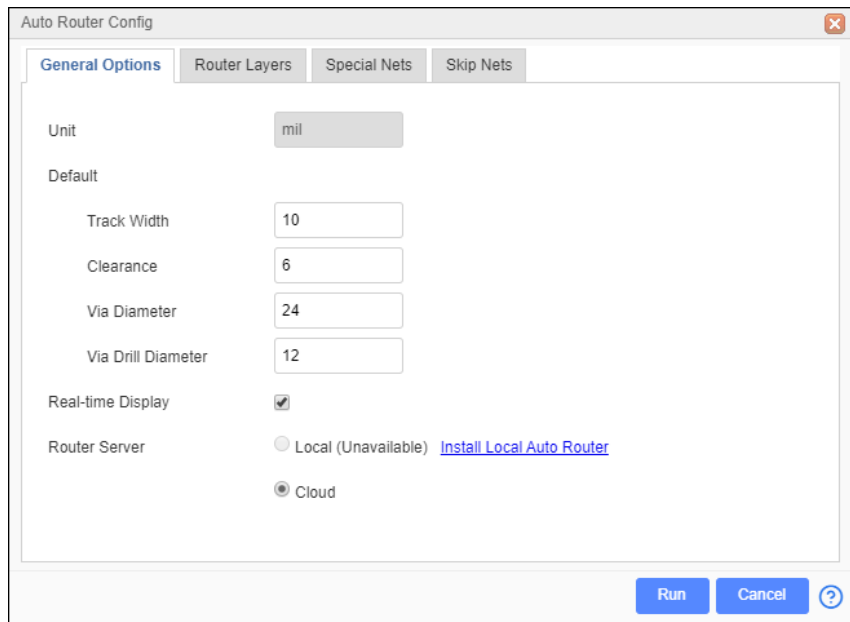 Auto Router Config
General Options Router Layers Special Nets Skip Nets
Unit mil
Default
Track Width 10
Clearance 6
Via Diameter 24
Via Drill Diameter 12
Real-time Display
Router Server Local (Unavailable) Install Local Auto Router
Cloud
Run Cancel ?